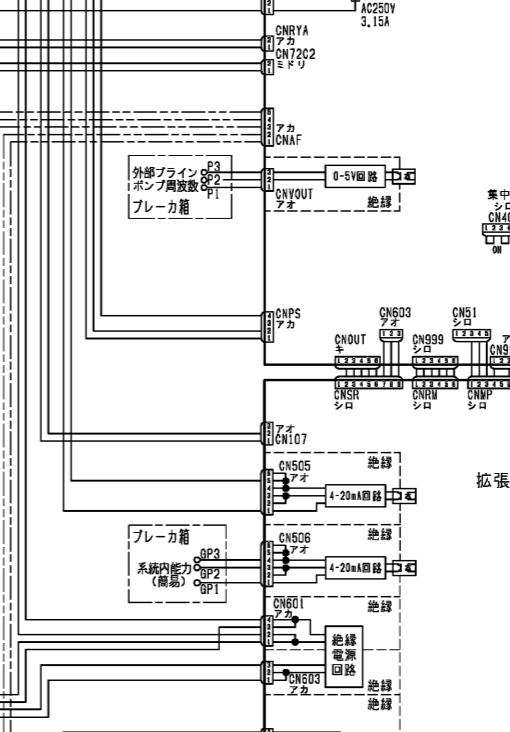 AC250V
3.15A
CNRYA
アカ
CN72C2
ミドリ
アカ
CNAF
外部ブライン
ポンプ周波数
P3
P2
P1
ブレーカ箱
CNVOUT
アオ
0-5V回路
絶縁
集中
シロ
CN40
ON
CNPS
アカ
CN603
アオ
CN51
シロ
CNOUT
キ
CN999
シロ
CN9
CNSR
シロ
CNRM
シロ
CNMP
シロ
アオ
CN107
CN505
アオ
絶縁
4-20mA回路
拡張
絶縁
ブレーカ箱
系統内能力
(簡易)
GP3
GP2
GP1
CN506
アオ
4-20mA回路
絶縁
CN601
アカ
絶縁
電源
回路
CN603
アカ
絶縁
絶縁